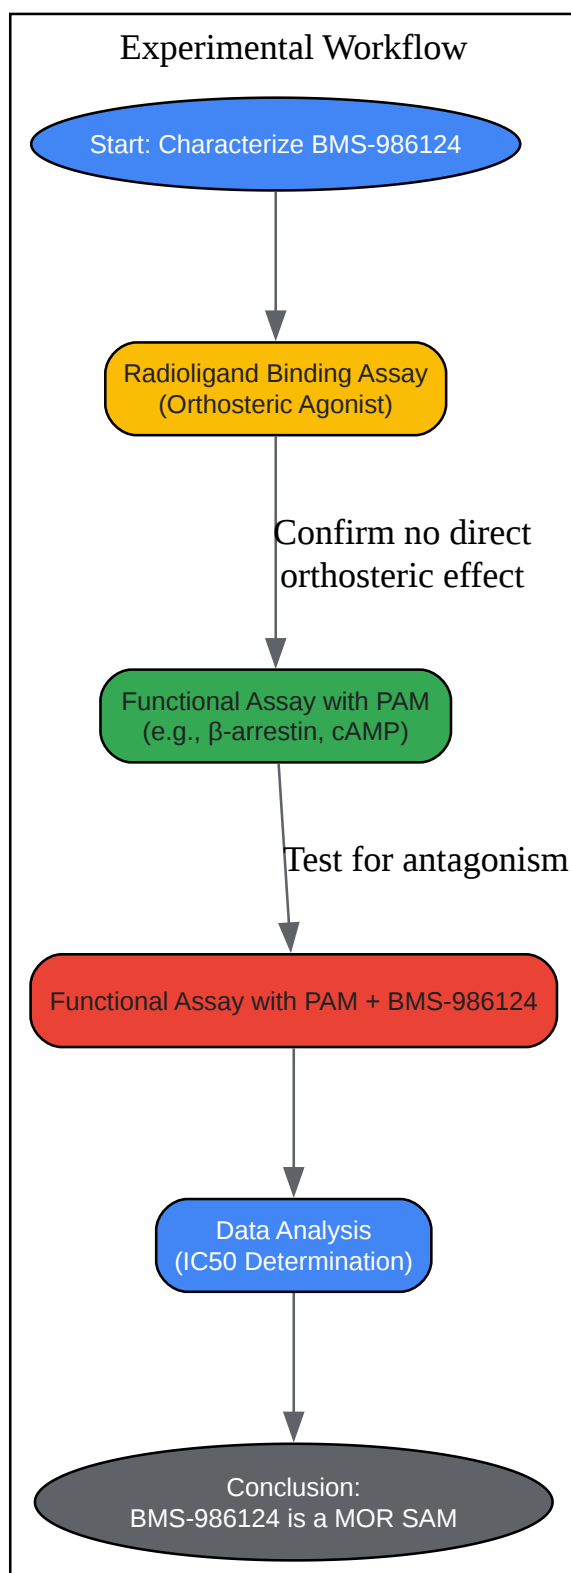 Experimental Workflow
Start: Characterize BMS-986124
Radioligand Binding Assay
(Orthosteric Agonist)
Confirm no direct
orthosteric effect
Functional Assay with PAM
(e.g., β-arrestin, cAMP)
Test for antagonism
Functional Assay with PAM + BMS-986124
Data Analysis
(IC50 Determination)
Conclusion:
BMS-986124 is a MOR SAM